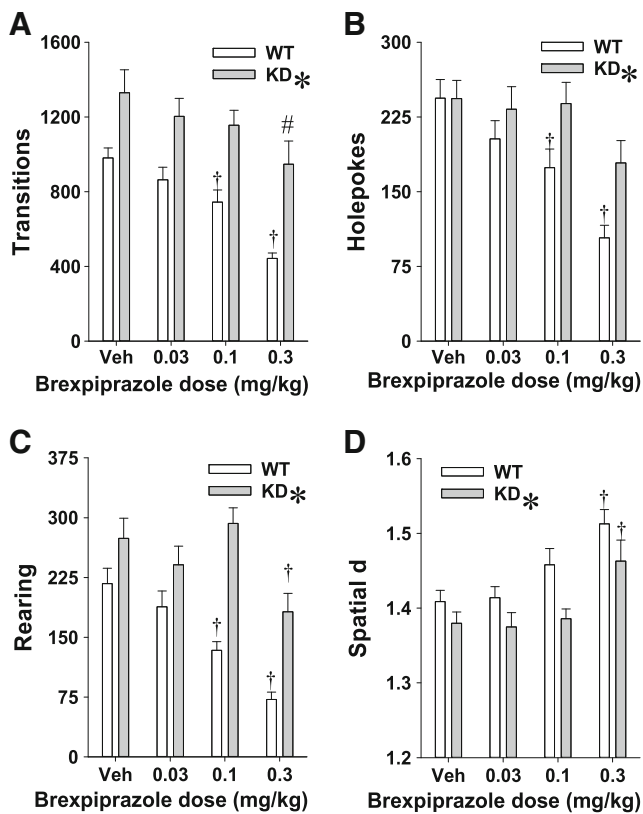 A
1600
1200
800
400
0
Transitions
WT
KD*
†
†
#
Veh 0.03 0.1 0.3
Brexpiprazole dose (mg/kg)
B
300
225
150
75
0
Holepokes
WT
KD*
†
†
Veh 0.03 0.1 0.3
Brexpiprazole dose (mg/kg)
C
375
300
225
150
75
0
Rearing
WT
KD*
†
†
†
Veh 0.03 0.1 0.3
Brexpiprazole dose (mg/kg)
D
1.6
1.5
1.4
1.3
1.2
Spatial d
WT
KD*
†
†
Veh 0.03 0.1 0.3
Brexpiprazole dose (mg/kg)